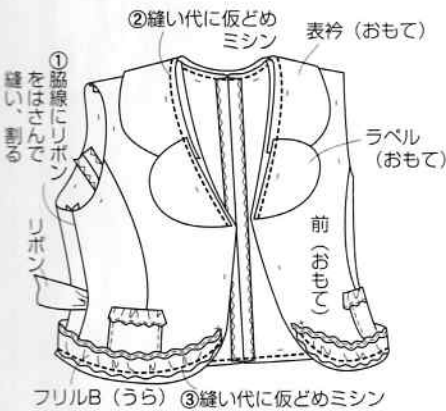 ②縫い代に仮どめ
ミシン
表衿（おもて）
①脇線にリボン
をはさんで
縫い、割る
ラペル
（おもて）
前（おもて）
リボン
フリルB（うら）
③縫い代に仮どめミシン